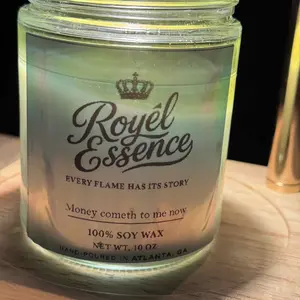 Royél
Essence
EVERY FLAME HAS ITS STORY
Money cometh to me now
100% SOY WAX
NET WT. 10 OZ
HAND-POURED IN ATLANTA, GA